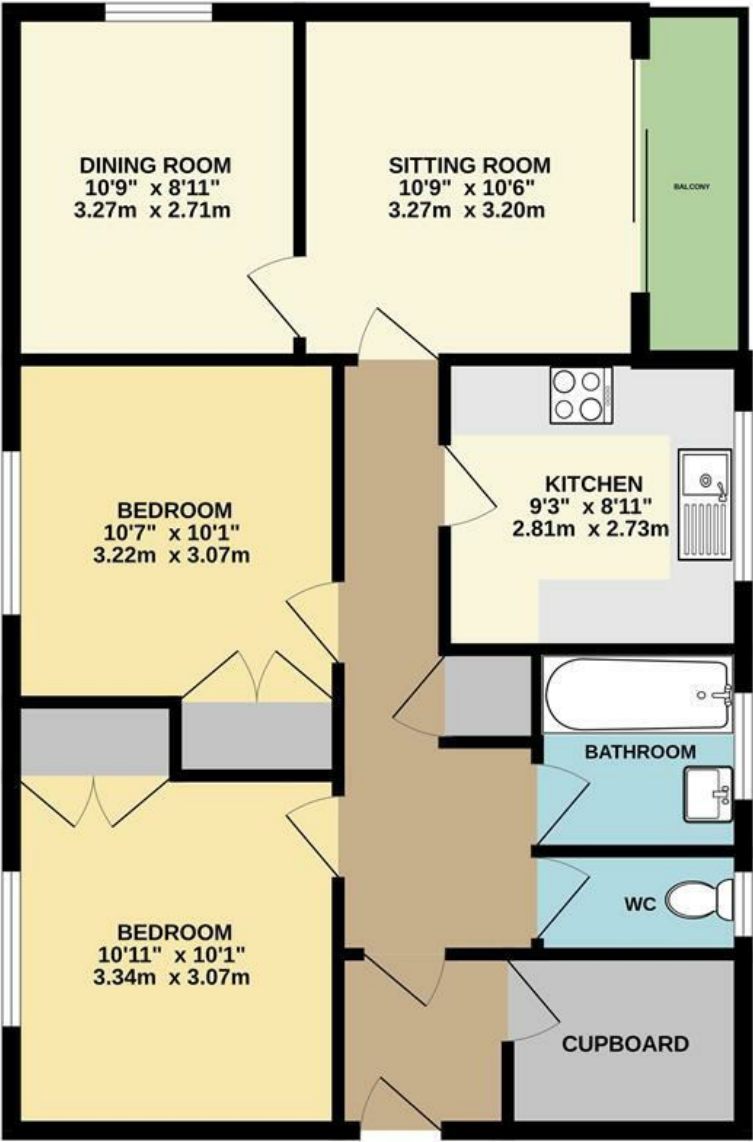 DINING ROOM
10'9" x 8'11"
3.27m x 2.71m
SITTING ROOM
10'9" x 10'6"
3.27m x 3.20m
BALCONY
BEDROOM
10'7" x 10'1"
3.22m x 3.07m
KITCHEN
9'3" x 8'11"
2.81m x 2.73m
BATHROOM
WC
BEDROOM
10'11" x 10'1"
3.34m x 3.07m
CUPBOARD